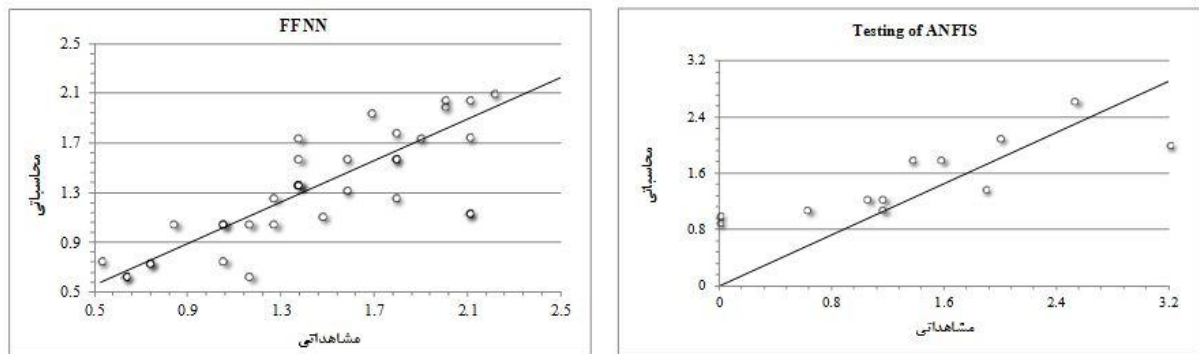 FFNN
2.5
2.1
1.7
1.3
0.9
0.5
محاسباتی
0.5 0.9 1.3 1.7 2.1 2.5
مشاهداتی
Testing of ANFIS
3.2
2.4
1.6
0.8
0
محاسباتی
0 0.8 1.6 2.4 3.2
مشاهداتی